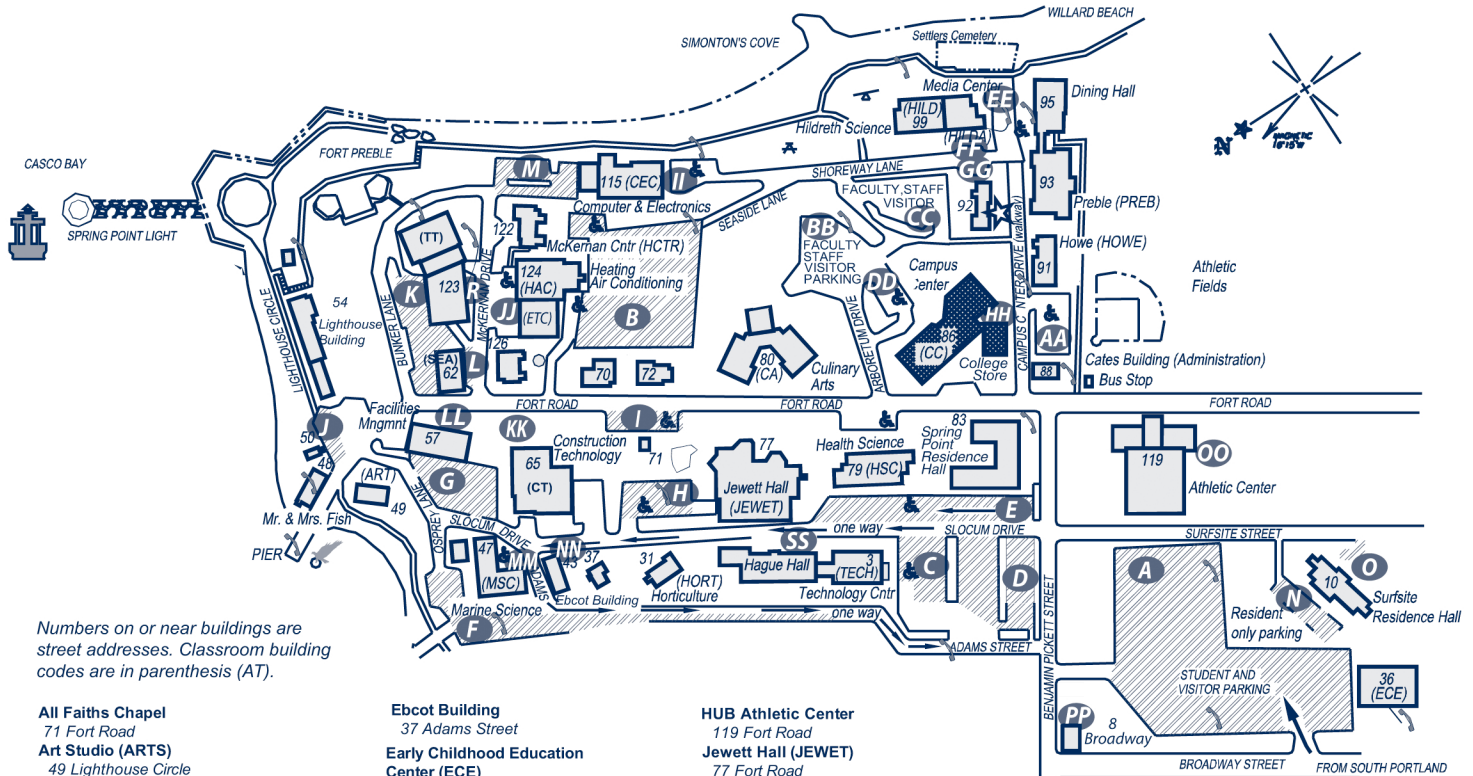 WILLARD BEACH
SIMONTON'S COVE
Settlers Cemetery
Media Center
EE
95
Dining Hall
(HILD)
99
(HILDA)
Hildreth Science
FF
GG
N
MAGNETIC
CASCO BAY
FORT PREBLE
SPRING POINT LIGHT
M
115 (CEC)
II
Computer & Electronics
SHOREWAY LANE
SEASIDE LANE
FACULTY, STAFF
VISITOR
CC
92
93
Preble (PREB)
BB
FACULTY
STAFF
VISITOR
PARKING
Howe (HOWE)
91
122
McKernan Cntr (HCTR)
(TT)
124
(HAC)
Heating
Air Conditioning
K
123
R
McKERNAN DRIVE
JJ
(ETC)
B
DD
Campus
Center
HH
86
(CC)
College
Store
CAMPUS C NTER DRIVE (walkway)
AA
Athletic
Fields
54
Lighthouse
Building
LIGHTHOUSE CIRCLE
BUNKER LANE
(SEA)
62
L
126
70
72
80
(CA)
Culinary
Arts
ARBORETUM DRIVE
88
Cates Building (Administration)
Bus Stop
FORT ROAD
FORT ROAD
FORT ROAD
J
Facilities
Mngmnt
LL
57
KK
Construction
Technology
65
(CT)
I
71
77
Jewett Hall
(JEWET)
Health Science
79 (HSC)
83
Spring
Point
Residence
Hall
119
OO
Athletic Center
50
48
(ART)
49
G
H
E
Mr. & Mrs. Fish
PIER
OSPREY LANE
SLOCUM DRIVE
one way
SLOCUM DRIVE
SURFSITE STREET
47
(MSC)
MM
ADAMS
NN
43
37
Ebcot Building
31
(HORT)
Horticulture
SS
Hague Hall
3
(TECH)
Technology Cntr
C
D
A
O
N
10
Surfsite
Residence Hall
Resident
only parking
Marine Science
F
one way
ADAMS STREET
BENJAMIN PICKETT STREET
STUDENT AND
VISITOR PARKING
36
(ECE)
PP
8
Broadway
BROADWAY STREET
FROM SOUTH PORTLAND
Numbers on or near buildings are
street addresses. Classroom building
codes are in parenthesis (AT).
All Faiths Chapel
71 Fort Road
Art Studio (ARTS)
49 Lighthouse Circle
Ebcot Building
37 Adams Street
Early Childhood Education
Center (ECE)
HUB Athletic Center
119 Fort Road
Jewett Hall (JEWET)
77 Fort Road